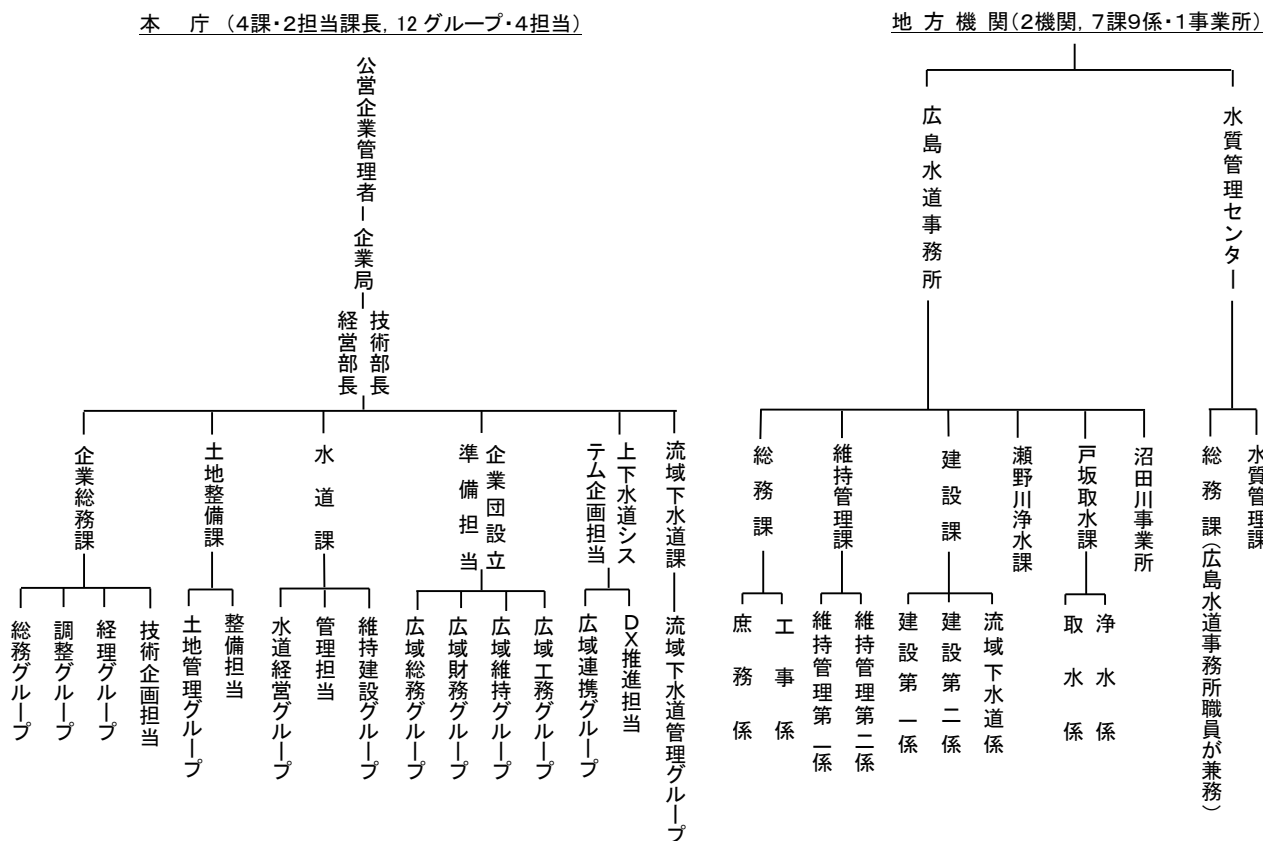 本 庁 (4課・2担当課長, 12グループ・4担当)
公営企業管理者
企業局
技術部長
経営部長
企業総務課
総務グループ
調整グループ
経理グループ
技術企画担当
土地整備課
土地管理グループ
整備担当
水道課
水道経営グループ
管理担当
維持建設グループ
企業団設立
準備担当
広域総務グループ
広域財務グループ
広域維持グループ
広域工務グループ
上下水道シス
テム企画担当
広域連携グループ
DX推進担当
流域下水道課
流域下水道管理グループ
地 方 機 関(2機関, 7課9係・1事業所)
広島水道事務所
総務課
庶務係
工事係
維持管理課
維持管理第一係
維持管理第二係
建設課
建設第一係
建設第二係
流域下水道係
瀬野川浄水課
戸坂取水課
取水係
浄水係
沼田川事業所
水質管理センター
総務課(広島水道事務所職員が兼務)
水質管理課